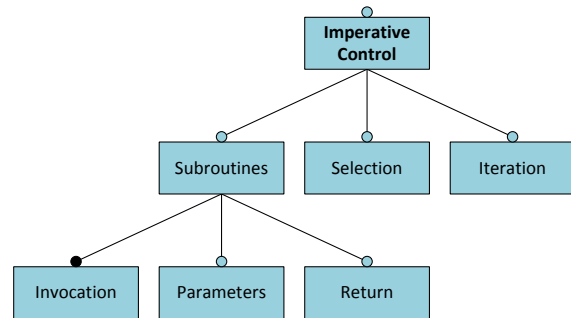 Imperative
Control
Subroutines
Selection
Iteration
Invocation
Parameters
Return